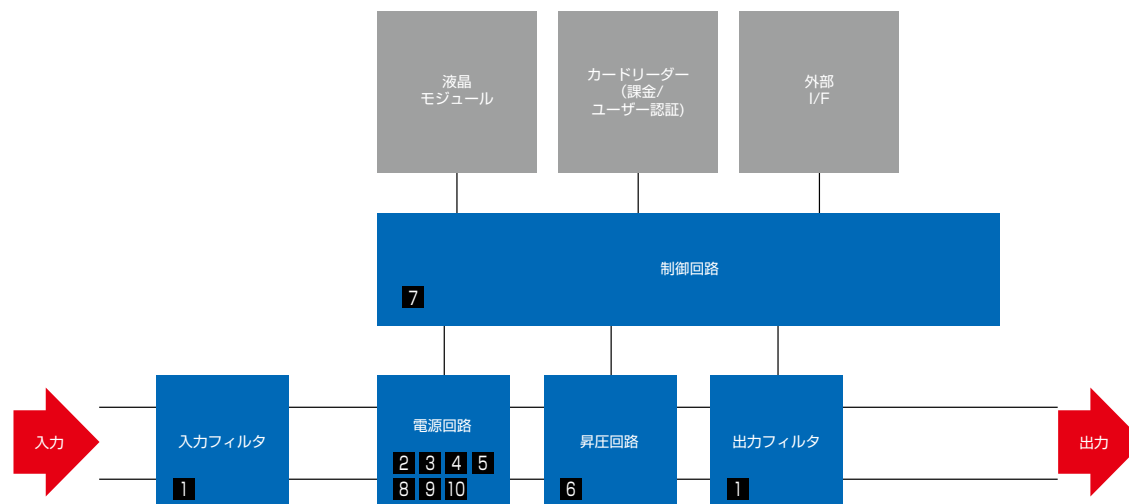 液晶
モジュール
カードリーダー
(課金/
ユーザー認証)
外部
I/F
制御回路
7
入力
入力フィルタ
1
電源回路
2 3 4 5
8 9 10
昇圧回路
6
出力フィルタ
1
出力